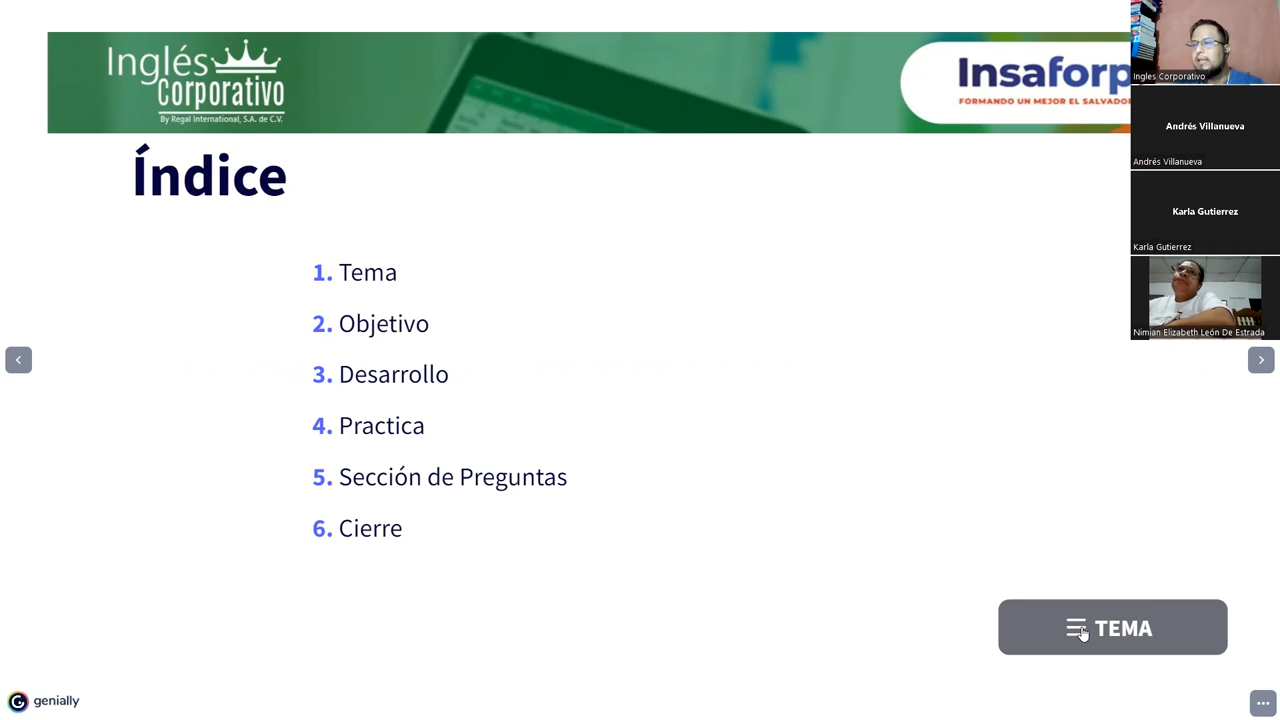 Inglés
Corporativo
By Regal International, S.A. de C.V.
Insaforp
FORMANDO UN MEJOR EL SALVADOR
Índice
1. Tema
2. Objetivo
3. Desarrollo
4. Practica
5. Sección de Preguntas
6. Cierre
TEMA
genially
Ingles Corporativo
Andrés Villanueva
Andrés Villanueva
Karla Gutierrez
Karla Gutierrez
Nimian Elizabeth León De Estrada